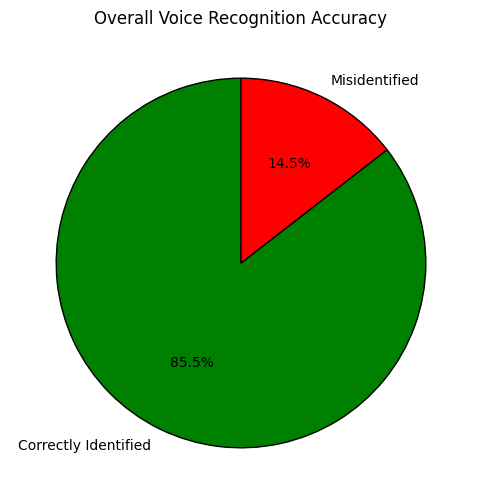 Overall Voice Recognition Accuracy
Misidentified
14.5%
85.5%
Correctly Identified